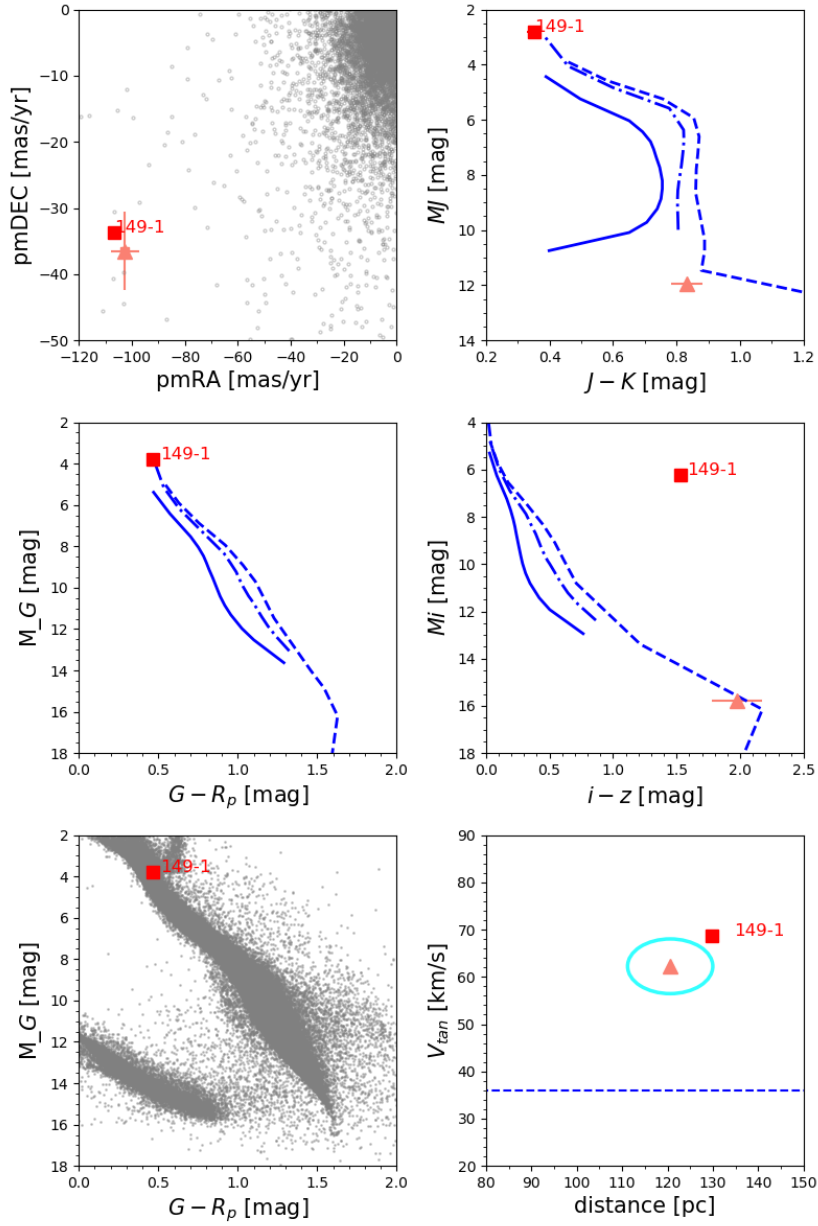 0
−10
−20
−30
−40
−50
−120 −100 −80 −60 −40 −20 0
pmDEC [mas/yr]
pmRA [mas/yr]
149-1
2
4
6
8
10
12
14
0.2 0.4 0.6 0.8 1.0 1.2
MJ [mag]
J − K [mag]
149-1
2
4
6
8
10
12
14
16
18
0.0 0.5 1.0 1.5 2.0
M_G [mag]
G − Rp [mag]
149-1
4
6
8
10
12
14
16
18
0.0 0.5 1.0 1.5 2.0 2.5
Mi [mag]
i − z [mag]
149-1
2
4
6
8
10
12
14
16
18
0.0 0.5 1.0 1.5 2.0
M_G [mag]
G − Rp [mag]
149-1
90
80
70
60
50
40
30
20
80 90 100 110 120 130 140 150
Vtan [km/s]
distance [pc]
149-1